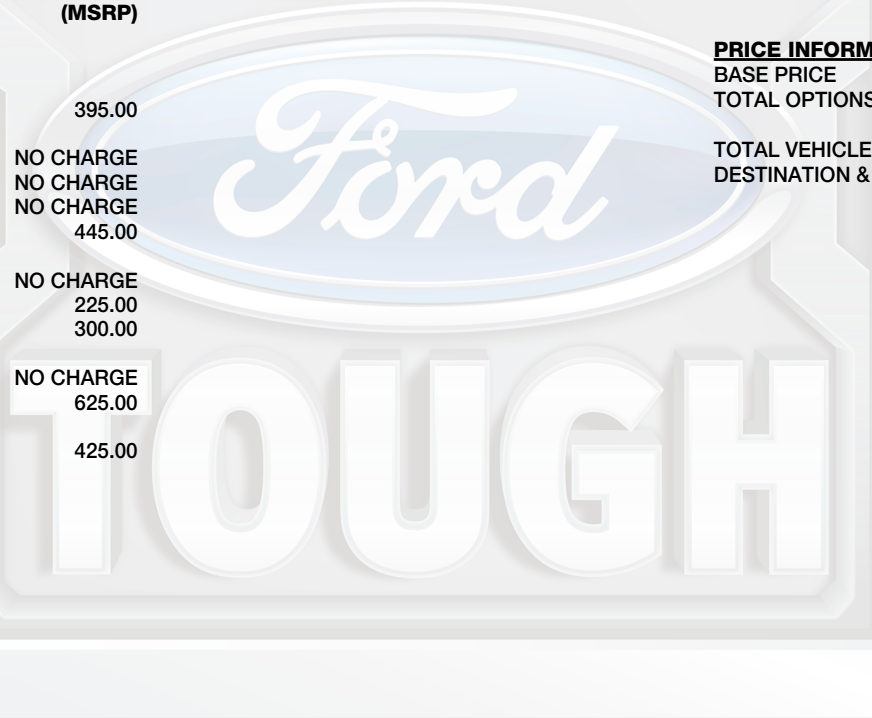 (MSRP)
395.00
NO CHARGE
NO CHARGE
NO CHARGE
445.00
NO CHARGE
225.00
300.00
NO CHARGE
625.00
425.00
PRICE INFORM
BASE PRICE
TOTAL OPTIONS
TOTAL VEHICLE
DESTINATION &
Ford
TOUGH